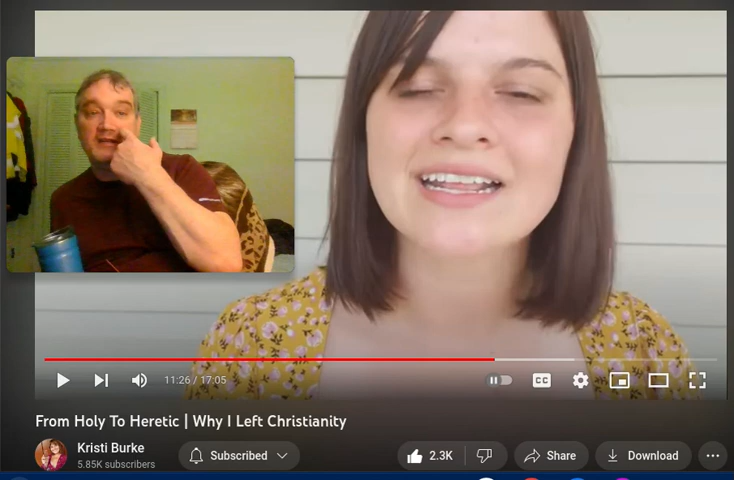 11:26 / 17:05
CC
From Holy To Heretic | Why I Left Christianity
Kristi Burke
5.85K subscribers
Subscribed
2.3K
Share
Download